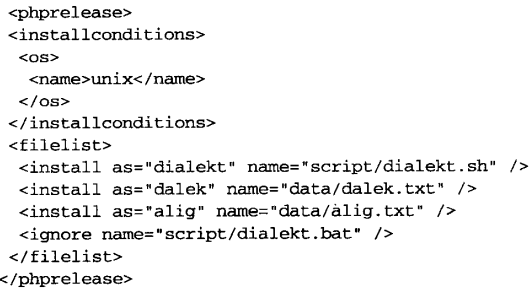 <phprelease>
<installconditions>
<os>
<name>unix</name>
</os>
</installconditions>
<filelist>
<install as="dialekt" name="script/dialekt.sh" />
<install as="dalek" name="data/dalek.txt" />
<install as="alig" name="data/alig.txt" />
<ignore name="script/dialekt.bat" />
</filelist>
</phprelease>